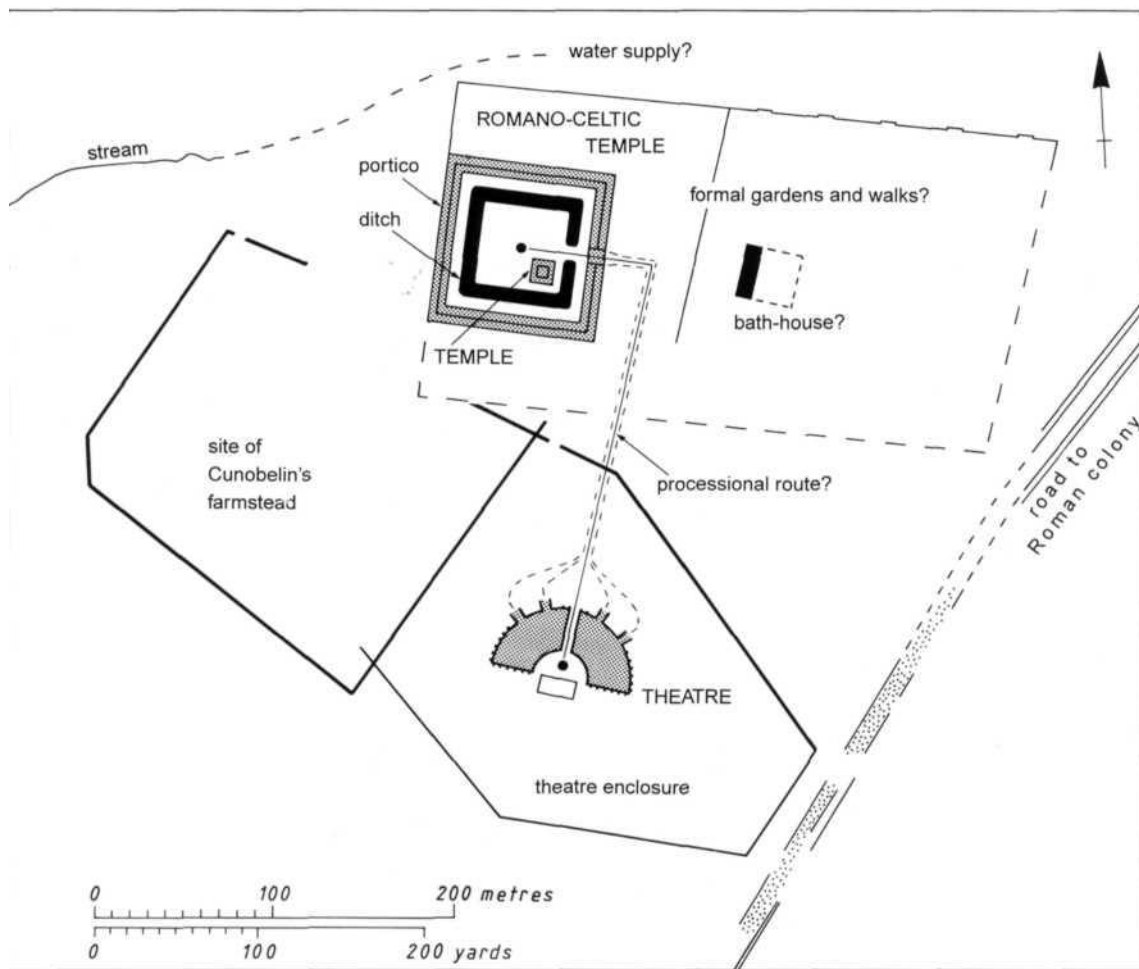 water supply?
ROMANO-CELTIC
TEMPLE
stream
portico
ditch
formal gardens and walks?
bath-house?
TEMPLE
site of
Cunobelin's
farmstead
processional route?
road to
Roman colony
THEATRE
theatre enclosure
0 100 200 metres
0 100 200 yards